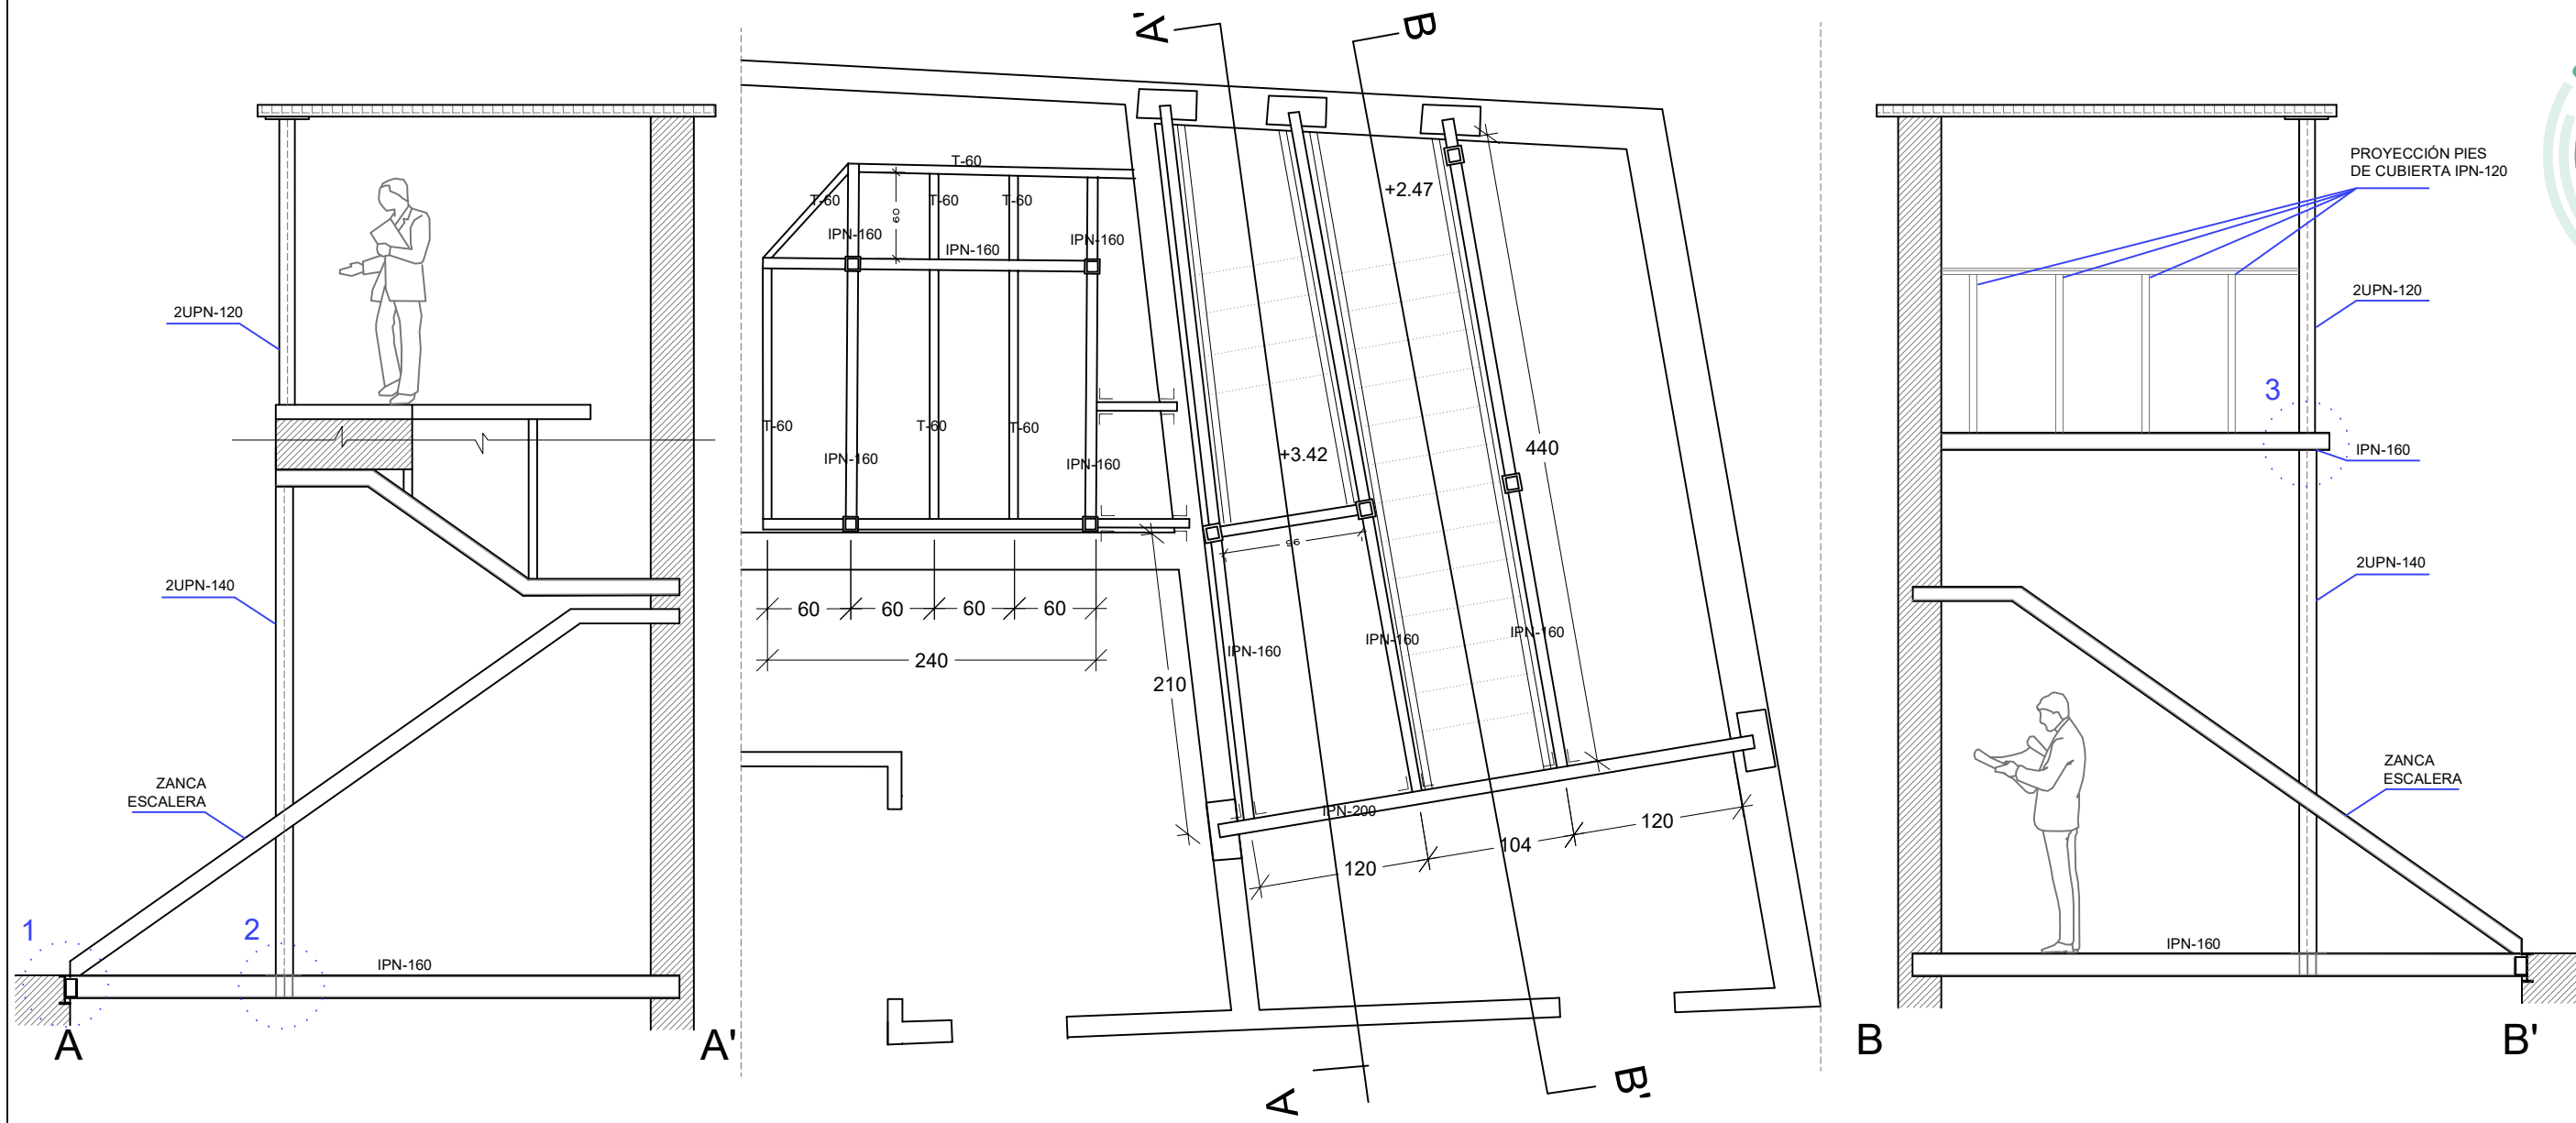 2UPN-120
2UPN-140
ZANCA
ESCALERA
1
2
IPN-160
A
A'
A'
B
T-60
T-60
T-60
T-60
60
IPN-160
IPN-160
IPN-160
T-60
T-60
T-60
IPN-160
IPN-160
60
60
60
60
240
210
+2.47
+3.42
440
96
IPN-160
IPN-160
IPN-160
IPN-200
120
104
120
A
B'
PROYECCIÓN PIES
DE CUBIERTA IPN-120
2UPN-120
3
IPN-160
2UPN-140
ZANCA
ESCALERA
IPN-160
B
B'